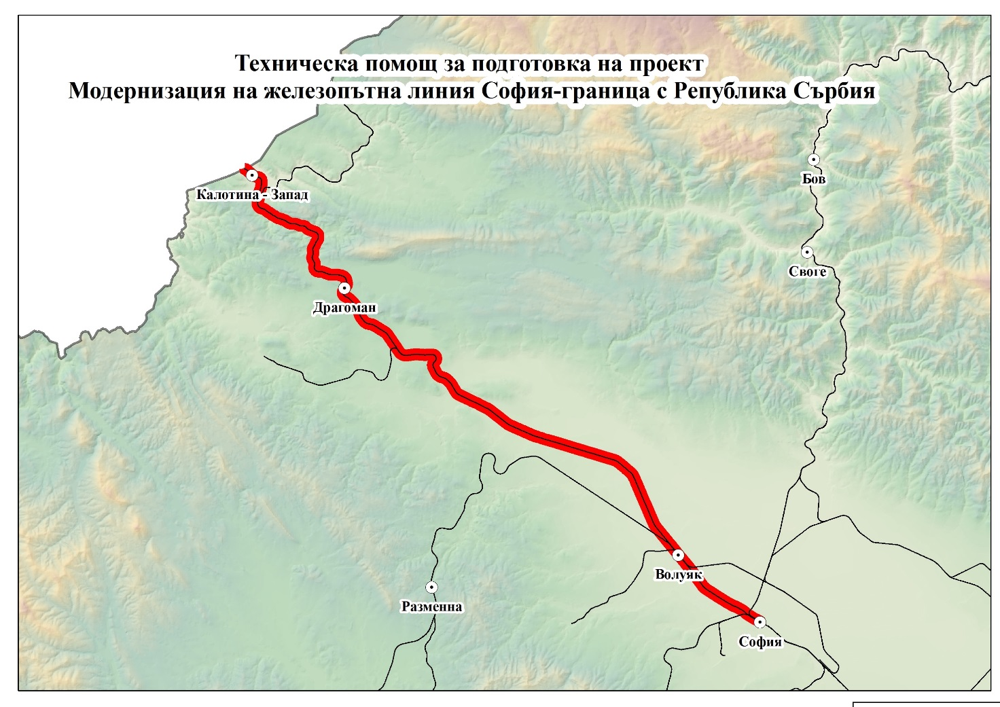 Техническа помощ за подготовка на проект
Модернизация на железопътна линия София-граница с Република Сърбия
Бов
Калотина - Запад
Своге
Драгоман
Волуяк
Разменна
София